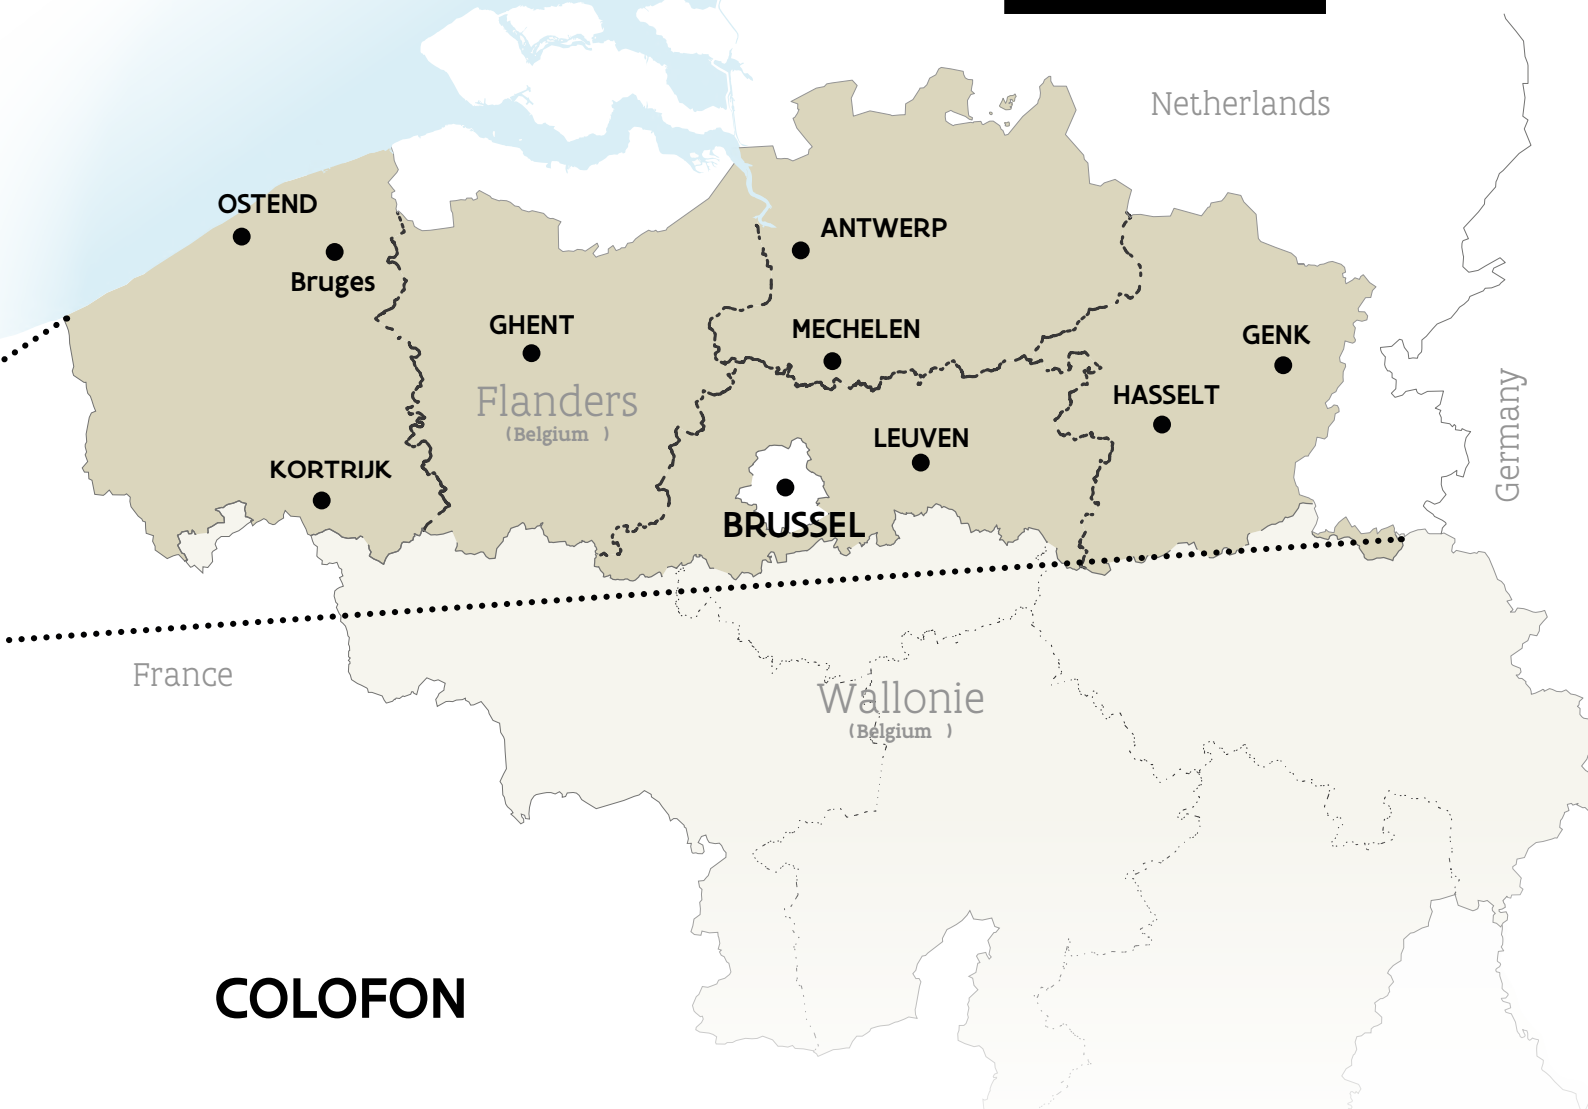 Netherlands
OSTEND
Bruges
ANTWERP
GHENT
MECHELEN
GENK
Flanders
(Belgium )
HASSELT
LEUVEN
Germany
KORTRIJK
BRUSSEL
France
Wallonie
(Belgium )
COLOFON